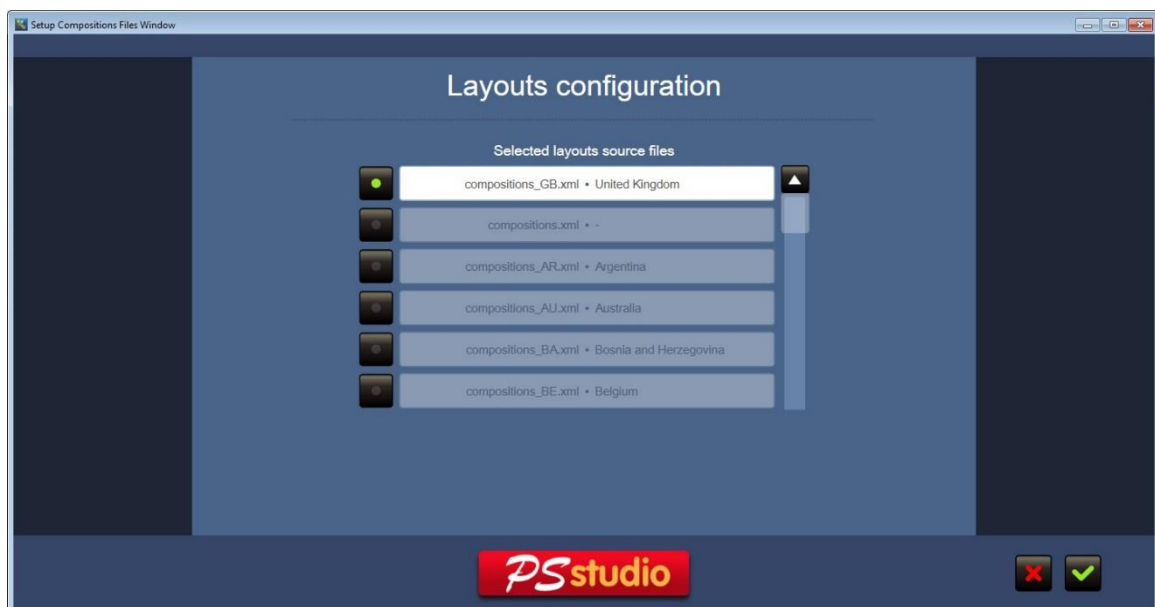 Setup Compositions Files Window
Layouts configuration
Selected layouts source files
compositions_GB.xml • United Kingdom
compositions.xml • -
compositions_AR.xml • Argentina
compositions_AU.xml • Australia
compositions_BA.xml • Bosnia and Herzegovina
compositions_BE.xml • Belgium
PSstudio